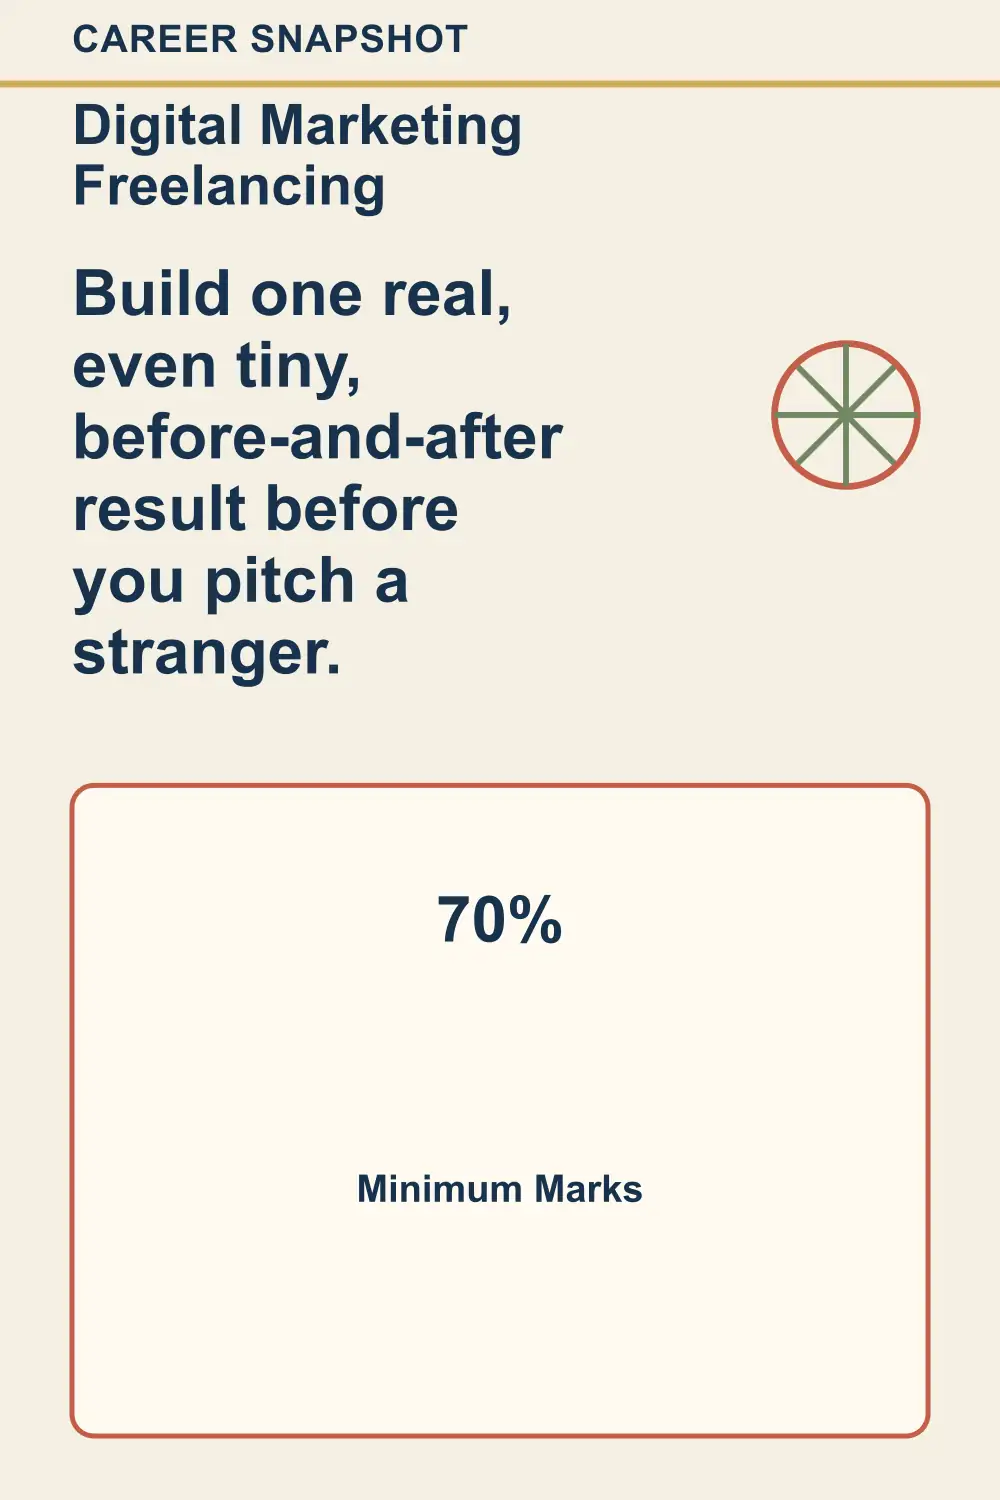 CAREER SNAPSHOT
Digital Marketing
Freelancing
Build one real,
even tiny,
before-and-after
result before
you pitch a
stranger.
70%
Minimum Marks